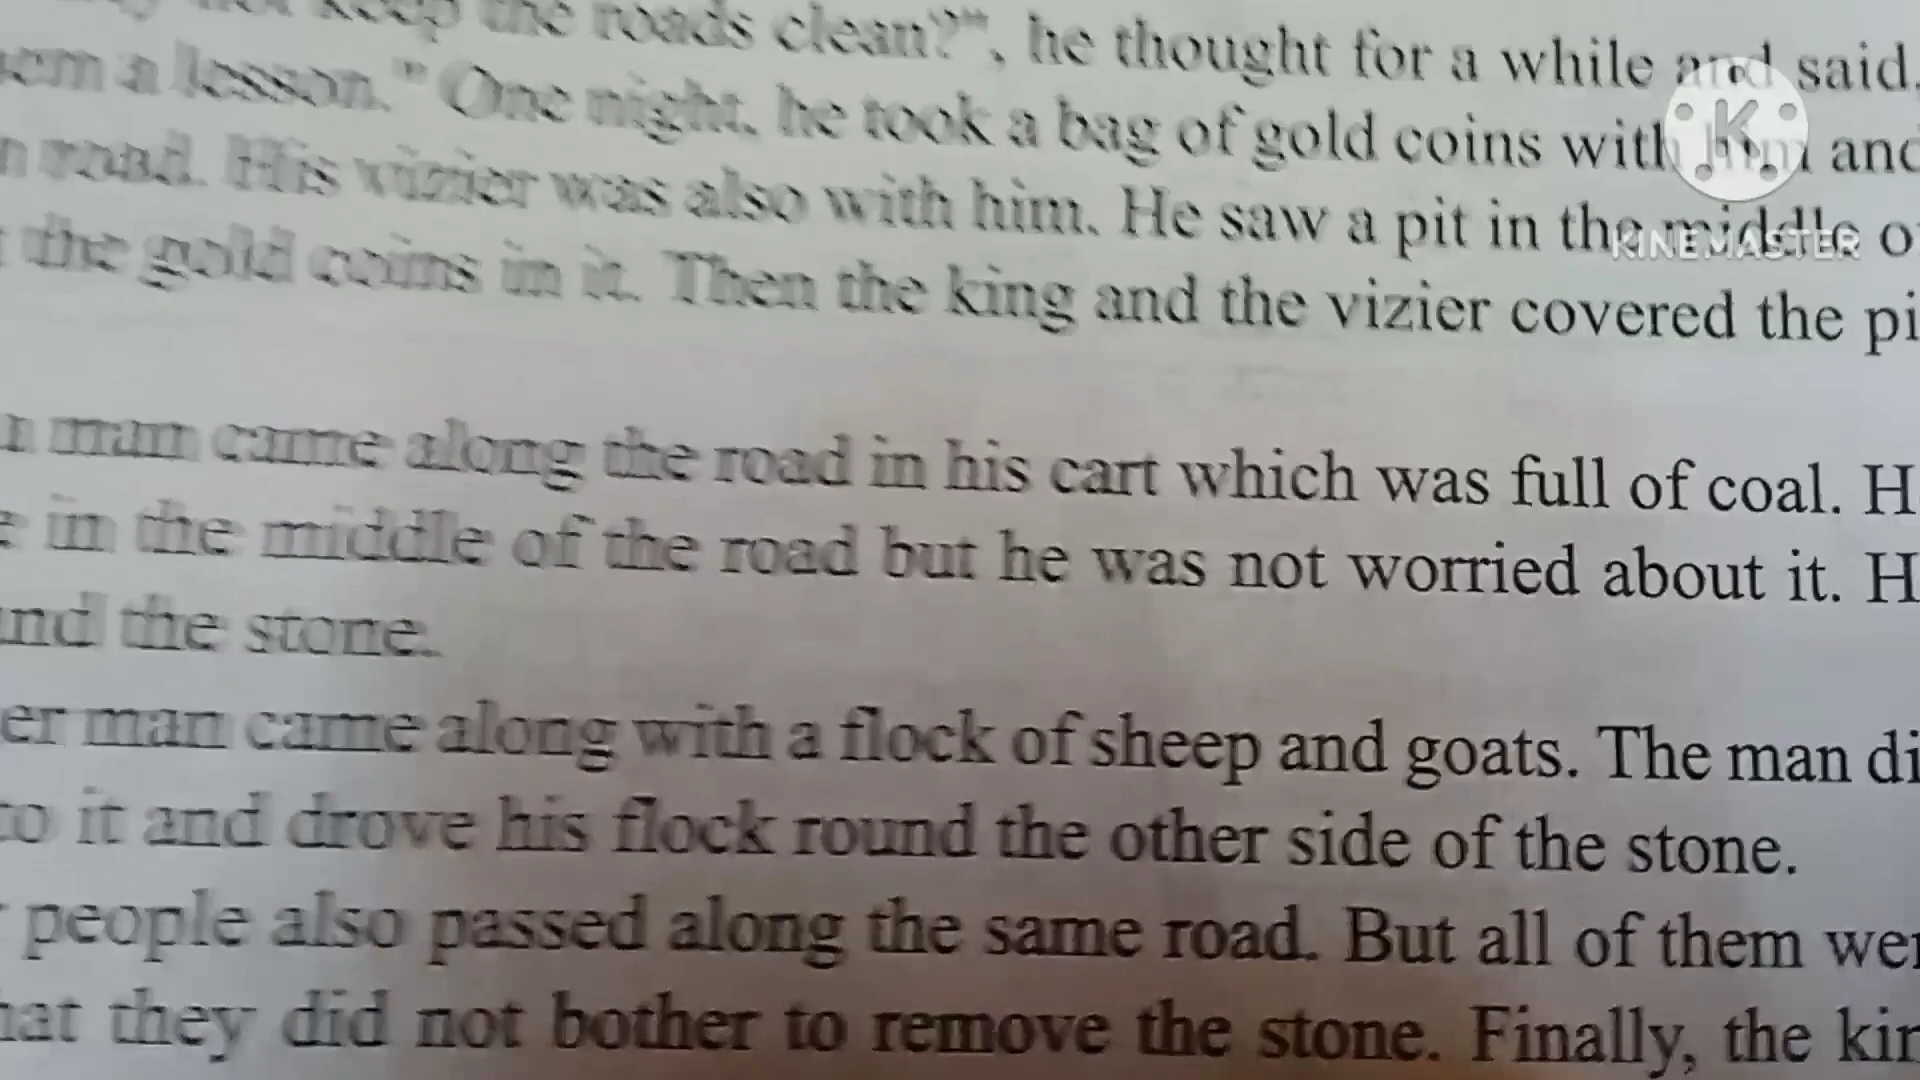 keep the roads clean?", he thought for a while and said,
a lesson." One night, he took a bag of gold coins with him and
road. His vizier was also with him. He saw a pit in the middle
the gold coins in it. Then the king and the vizier covered the
man came along the road in his cart which was full of coal.
in the middle of the road but he was not worried about it.
the stone.
man came along with a flock of sheep and goats. The man
to it and drove his flock round the other side of the stone.
people also passed along the same road. But all of them
they did not bother to remove the stone. Finally, the
K
KINEMASTER